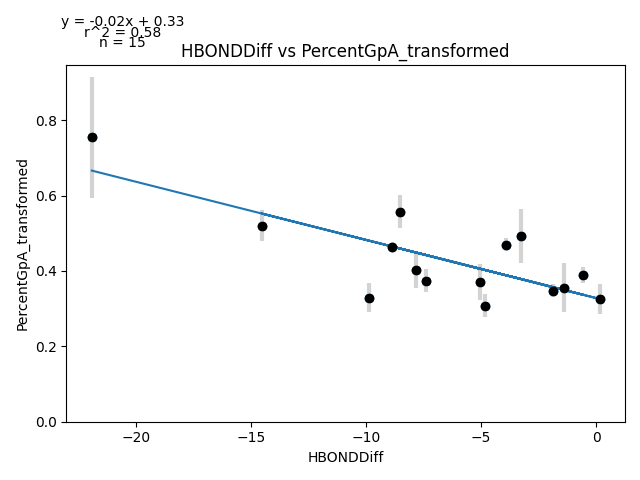 y = -0.02x + 0.33
r^2 = 0.58
n = 15
HBONDDiff vs PercentGpA_transformed
PercentGpA_transformed
0.8
0.6
0.4
0.2
0.0
−20
−15
−10
−5
0
HBONDDiff